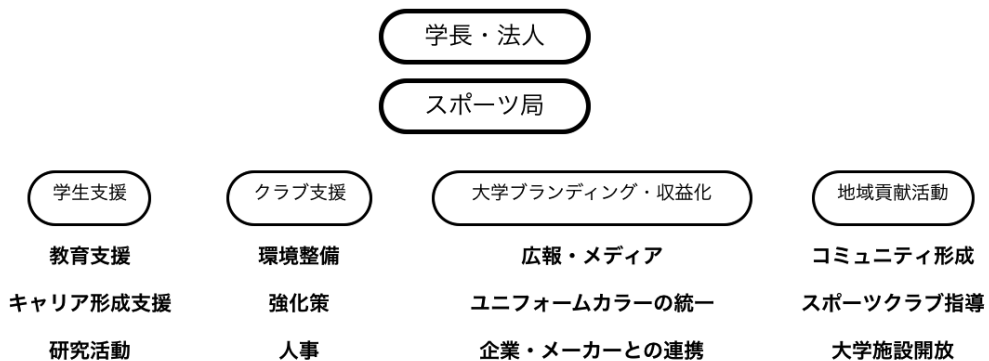 学長・法人
スポーツ局
学生支援 クラブ支援 大学ブランディング・収益化 地域貢献活動
教育支援 環境整備 広報・メディア コミュニティ形成
キャリア形成支援 強化策 ユニフォームカラーの統一 スポーツクラブ指導
研究活動 人事 企業・メーカーとの連携 大学施設開放